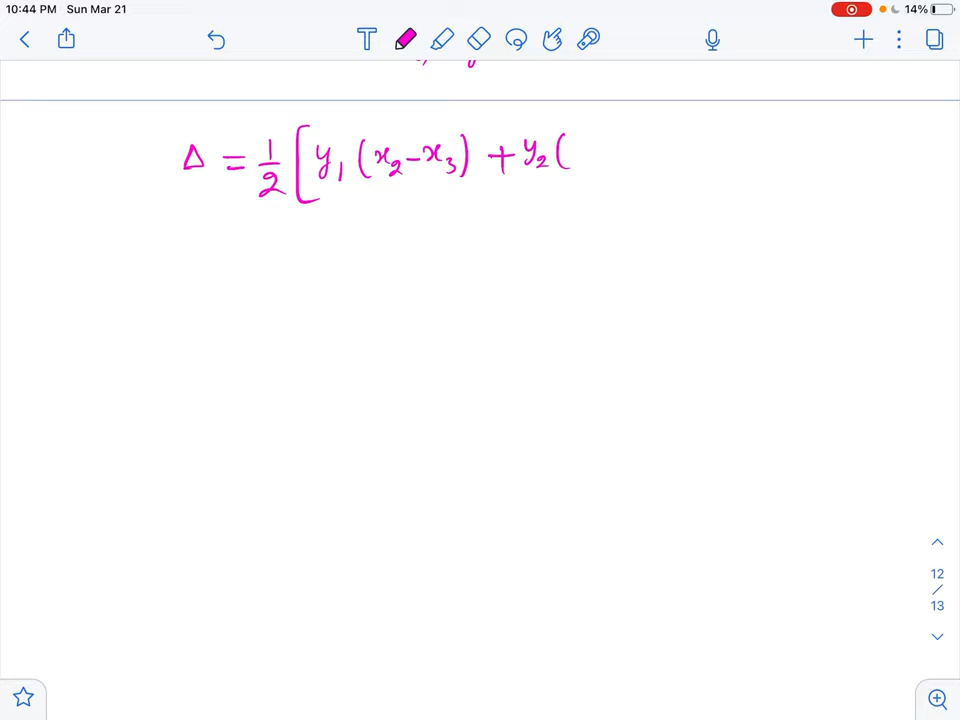 10:44 PM Sun Mar 21 14%
T
Δ = 1/2 [y₁(x₂-x₃) + y₂(
12
/
13